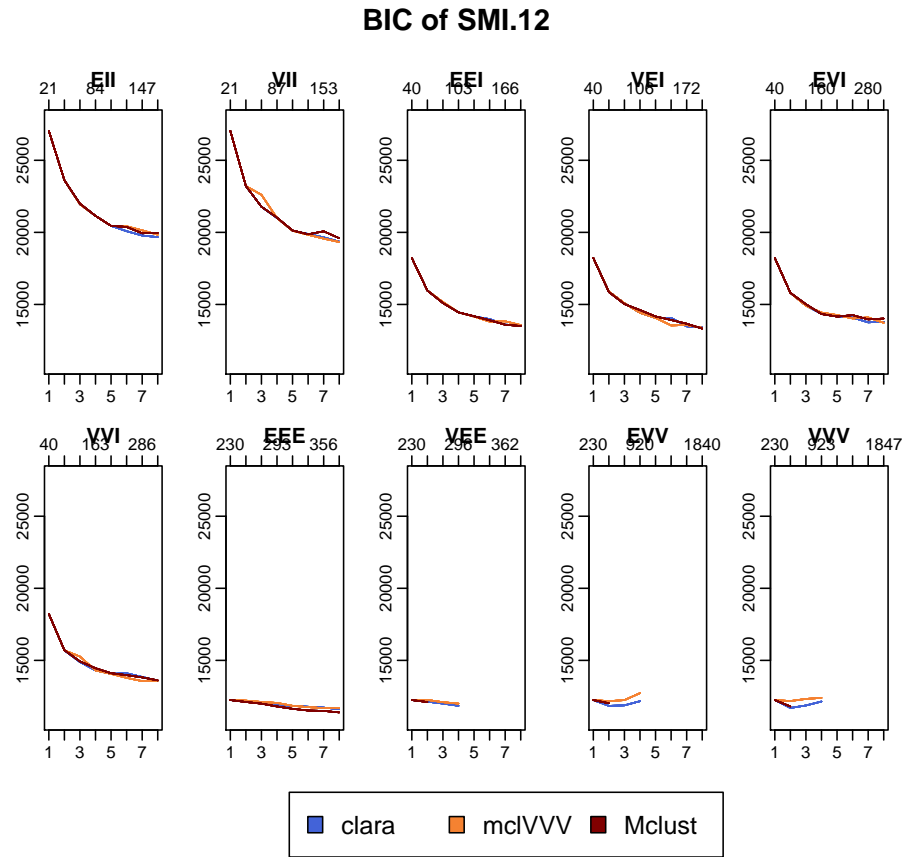 BIC of SMI.12
EII
21 84 147
25000
20000
15000
1 3 5 7
VII
21 87 153
25000
20000
15000
1 3 5 7
EEI
40 103 166
25000
20000
15000
1 3 5 7
VEI
40 106 172
25000
20000
15000
1 3 5 7
EVI
40 160 280
25000
20000
15000
1 3 5 7
VVI
40 163 286
25000
20000
15000
1 3 5 7
EEE
230 293 356
25000
20000
15000
1 3 5 7
VEE
230 296 362
25000
20000
15000
1 3 5 7
EVV
230 920 1840
25000
20000
15000
1 3 5 7
VVV
230 923 1847
25000
20000
15000
1 3 5 7
clara mclVVV Mclust